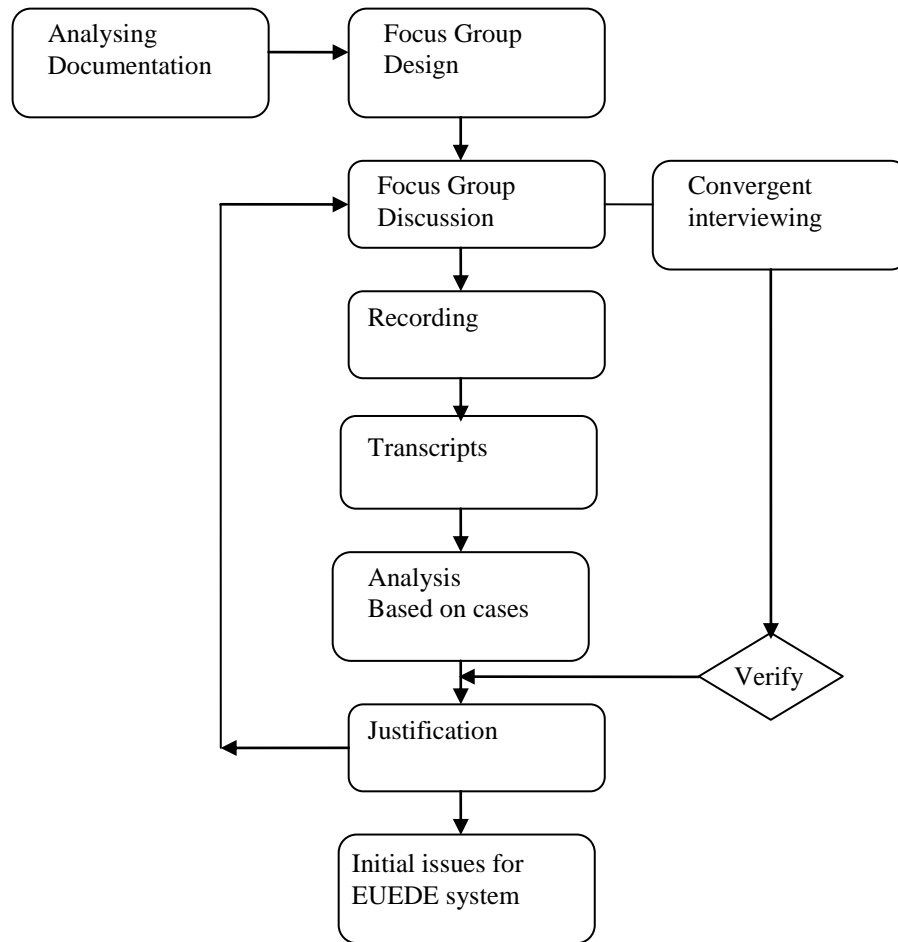 Analysing
Documentation
Focus Group
Design
Focus Group
Discussion
Convergent
interviewing
Recording
Transcripts
Analysis
Based on cases
Verify
Justification
Initial issues for
EUEDE system